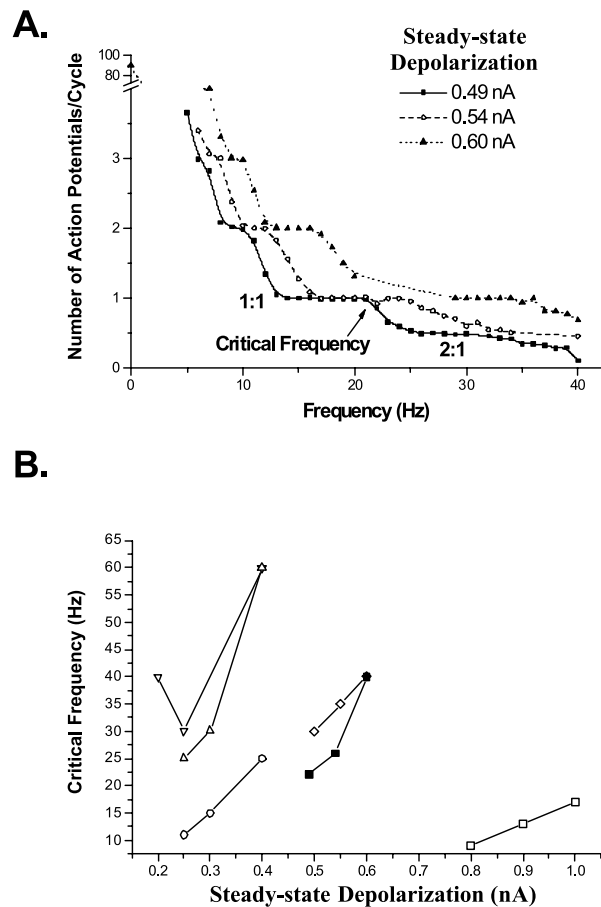 A.
Steady-state
Depolarization
0.49 nA
0.54 nA
0.60 nA
Number of Action Potentials/Cycle
100
80
3
2
1
0
1:1
Critical Frequency
2:1
0 10 20 30 40
Frequency (Hz)
B.
Critical Frequency (Hz)
65
60
55
50
45
40
35
30
25
20
15
10
0.2 0.3 0.4 0.5 0.6 0.7 0.8 0.9 1.0
Steady-state Depolarization (nA)